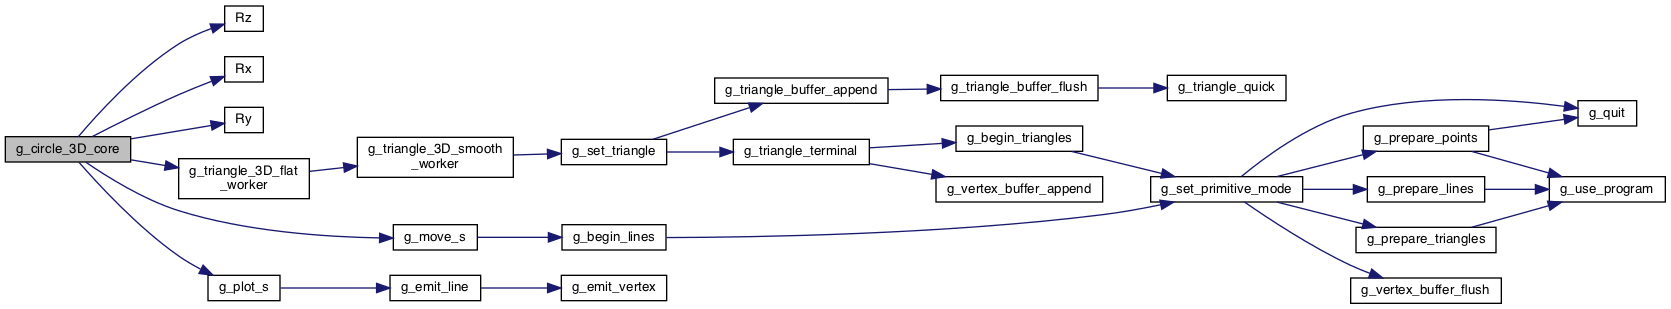 g_circle_3D_core
Rz
Rx
Ry
g_triangle_3D_flat
_worker
g_move_s
g_plot_s
g_triangle_3D_smooth
_worker
g_begin_lines
g_emit_line
g_set_triangle
g_emit_vertex
g_triangle_buffer_append
g_triangle_terminal
g_triangle_buffer_flush
g_begin_triangles
g_vertex_buffer_append
g_triangle_quick
g_set_primitive_mode
g_quit
g_prepare_points
g_prepare_lines
g_prepare_triangles
g_vertex_buffer_flush
g_use_program